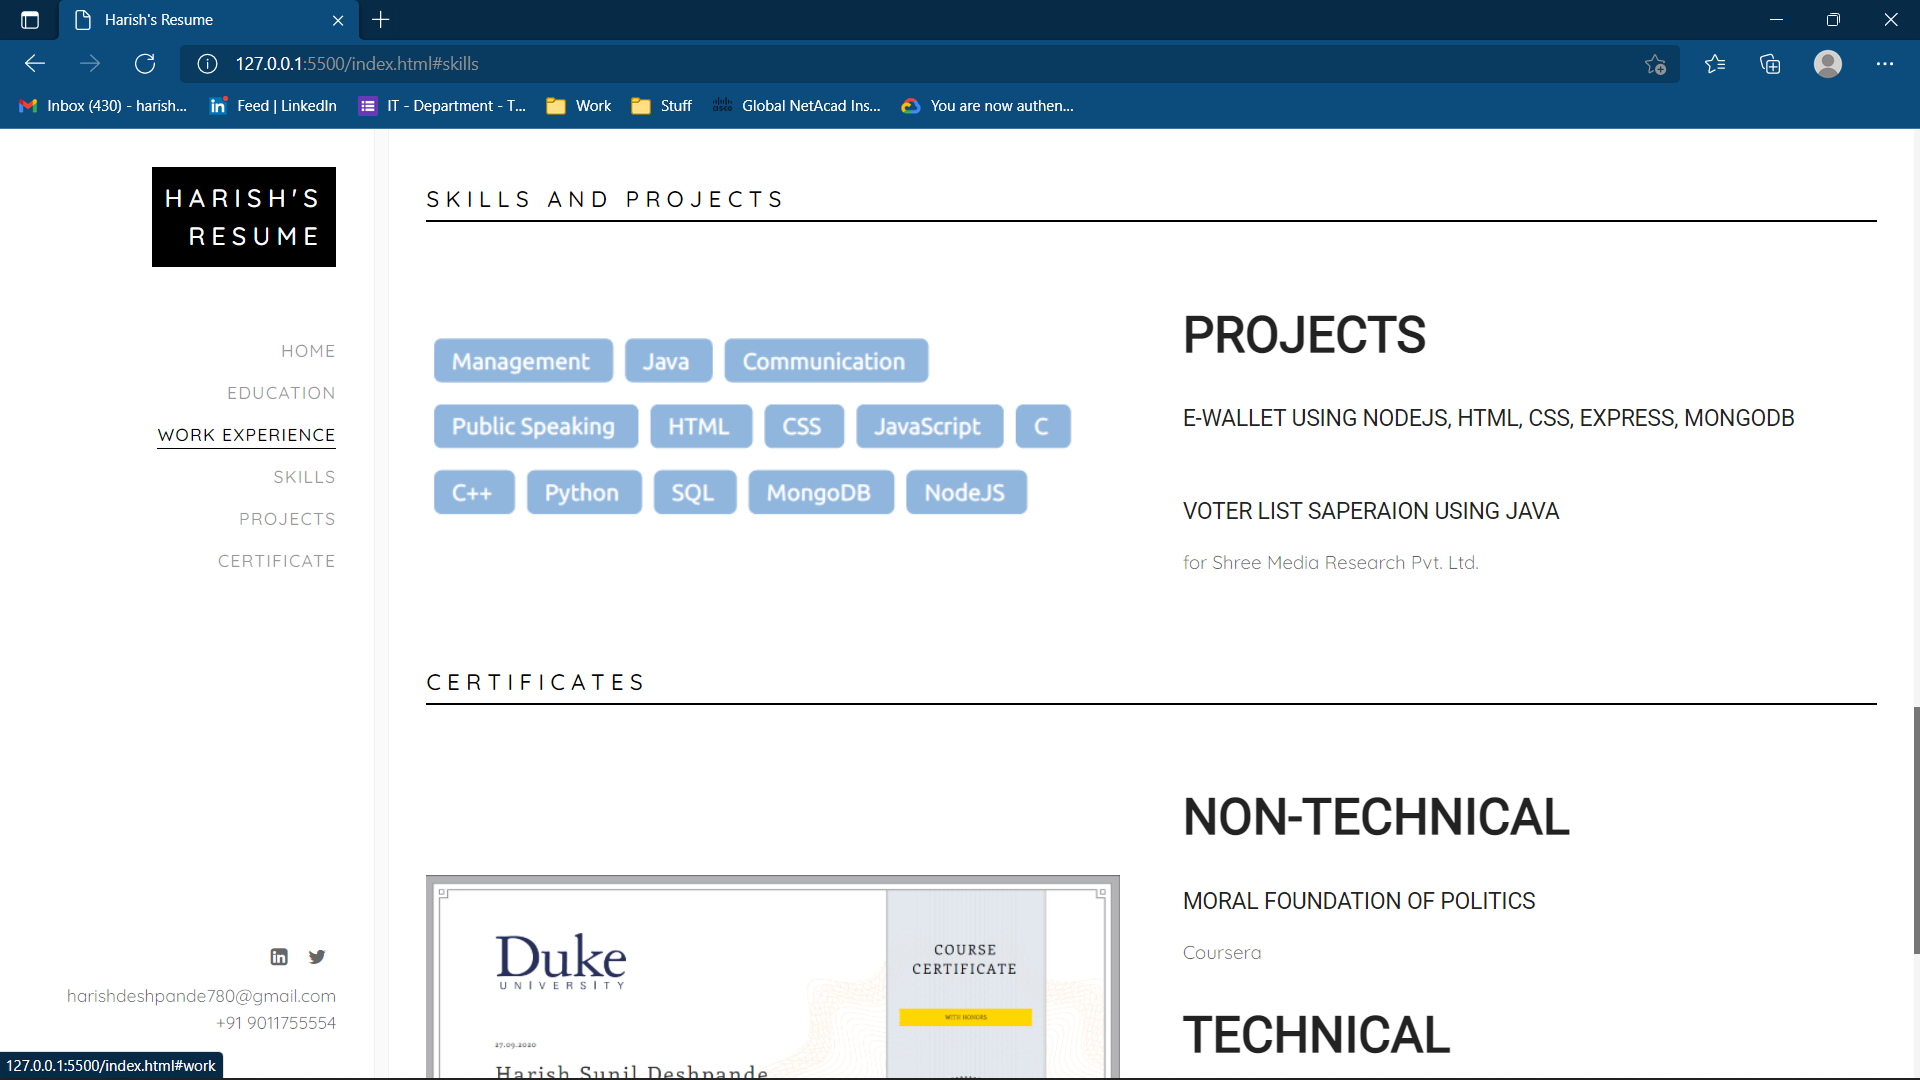 Harish's Resume
127.0.0.1:5500/index.html#skills
Inbox (430) - harish...
Feed | LinkedIn
IT - Department - T...
Work
Stuff
cisco
Global NetAcad Ins...
You are now authen...
HARISH'S
RESUME
HOME
EDUCATION
WORK EXPERIENCE
SKILLS
PROJECTS
CERTIFICATE
in
harishdeshpande780@gmail.com
+91 9011755554
127.0.0.1:5500/index.html#work
SKILLS AND PROJECTS
Management Java Communication
Public Speaking HTML CSS JavaScript C
C++ Python SQL MongoDB NodeJS
PROJECTS
E-WALLET USING NODEJS, HTML, CSS, EXPRESS, MONGODB
VOTER LIST SAPERAION USING JAVA
for Shree Media Research Pvt. Ltd.
CERTIFICATES
Duke
UNIVERSITY
27.09.2020
Harish Sunil Deshpande
COURSE
CERTIFICATE
WITH HONORS
NON-TECHNICAL
MORAL FOUNDATION OF POLITICS
Coursera
TECHNICAL